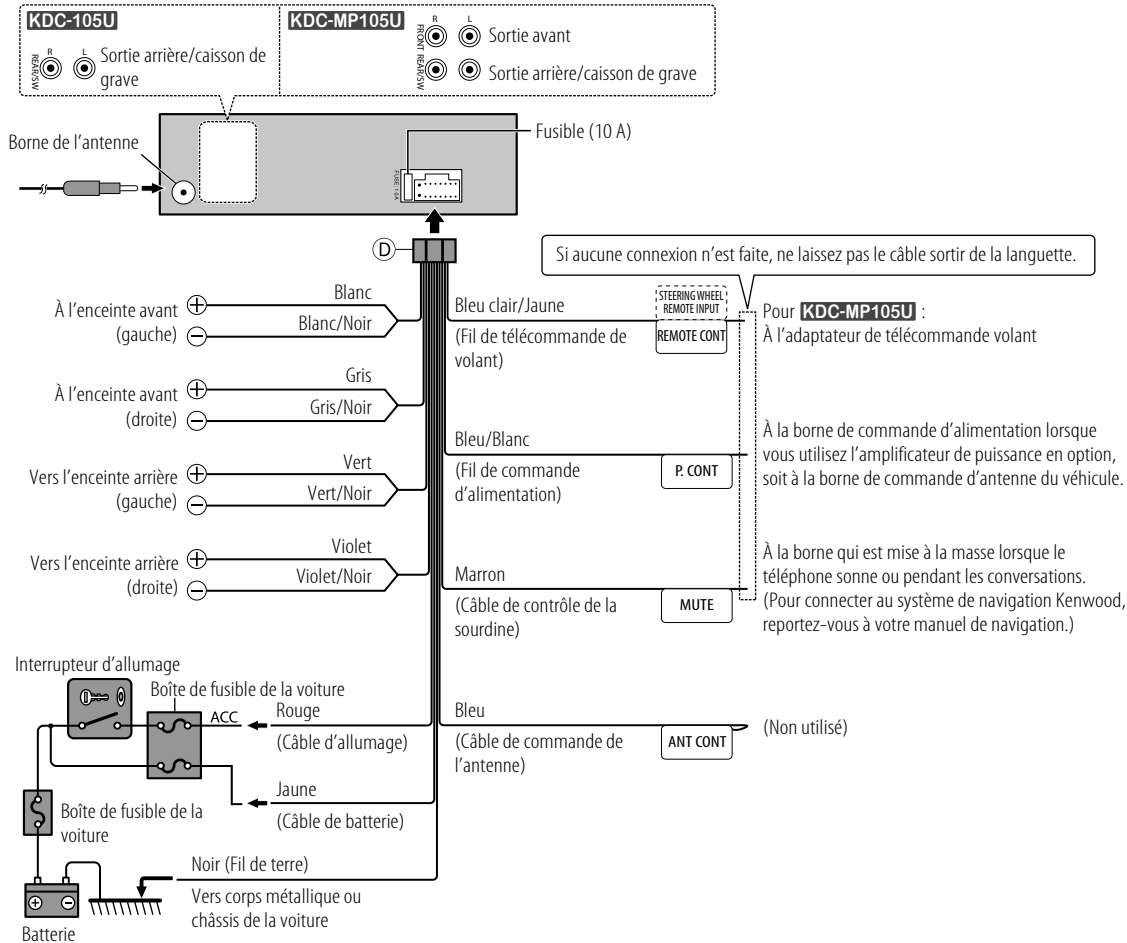 KDC-105U
R
L
REAR/SW
Sortie arrière/caisson de
grave
KDC-MP105U
R
L
FRONT
Sortie avant
REAR/SW
Sortie arrière/caisson de grave
Borne de l’antenne
Fusible (10 A)
FUSE 10A
D
Si aucune connexion n’est faite, ne laissez pas le câble sortir de la languette.
À l’enceinte avant
(gauche)
+
−
Blanc
Blanc/Noir
À l’enceinte avant
(droite)
+
−
Gris
Gris/Noir
Vers l’enceinte arrière
(gauche)
+
−
Vert
Vert/Noir
Vers l’enceinte arrière
(droite)
+
−
Violet
Violet/Noir
Bleu clair/Jaune
(Fil de télécommande de
volant)
STEERING WHEEL
REMOTE INPUT
REMOTE CONT
Pour KDC-MP105U :
À l’adaptateur de télécommande volant
Bleu/Blanc
(Fil de commande
d’alimentation)
P. CONT
À la borne de commande d’alimentation lorsque
vous utilisez l’amplificateur de puissance en option,
soit à la borne de commande d’antenne du véhicule.
Marron
(Câble de contrôle de la
sourdine)
MUTE
À la borne qui est mise à la masse lorsque le
téléphone sonne ou pendant les conversations.
(Pour connecter au système de navigation Kenwood,
reportez-vous à votre manuel de navigation.)
Bleu
(Câble de commande de
l’antenne)
ANT CONT
(Non utilisé)
Interrupteur d’allumage
Boîte de fusible de la voiture
ACC
Rouge
(Câble d’allumage)
Jaune
(Câble de batterie)
Boîte de fusible de la
voiture
Noir (Fil de terre)
Vers corps métallique ou
châssis de la voiture
+
−
Batterie